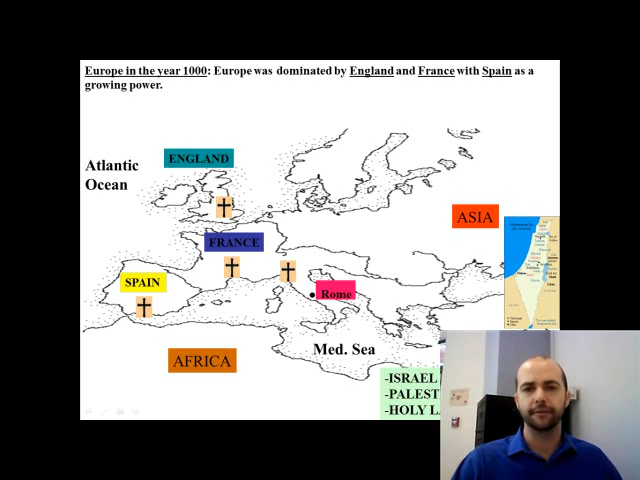 Europe in the year 1000: Europe was dominated by England and France with Spain as a
growing power.
Atlantic
Ocean
ENGLAND
ASIA
FRANCE
SPAIN
Rome
Med. Sea
AFRICA
-ISRAEL
-PALEST
-HOLY L